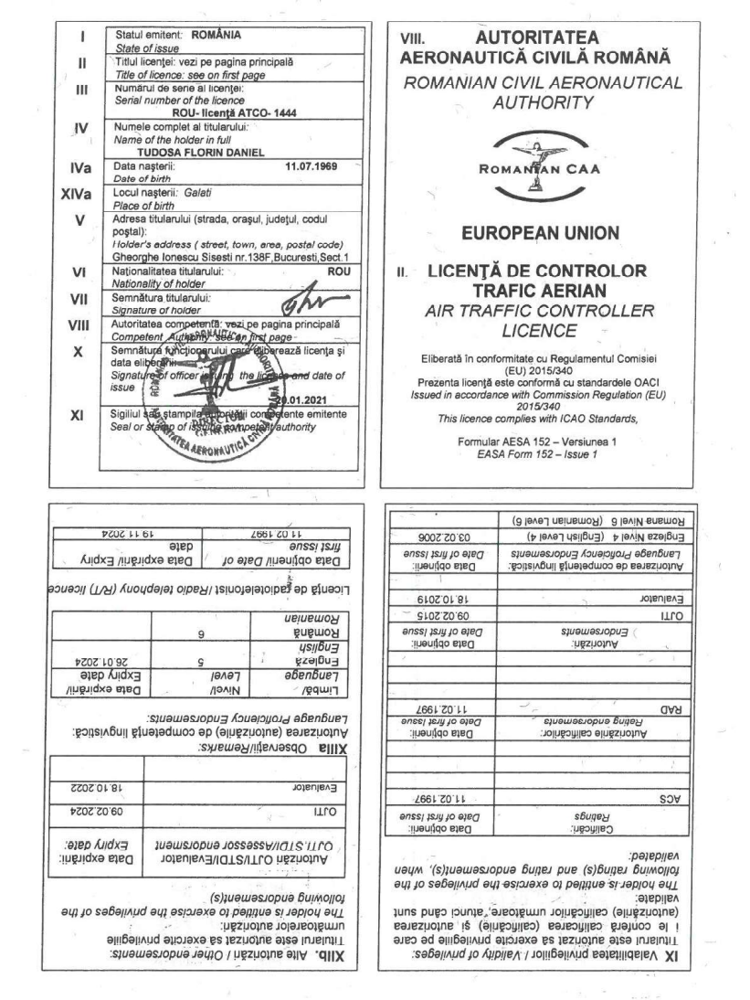 I
Statul emitent: ROMÂNIA
State of issue
II
Titlul licenţei: vezi pe pagina principală
Title of licence: see on first page
III
Numărul de serie al licenţei:
Serial number of the licence
ROU- licenţă ATCO- 1444
IV
Numele complet al titularului:
Name of the holder in full
TUDOSA FLORIN DANIEL
IVa
Data naşterii: 11.07.1969
Date of birth
XIVa
Locul naşterii: Galati
Place of birth
V
Adresa titularului (strada, oraşul, judeţul, codul
poştal):
Holder's address ( street, town, area, postal code)
Gheorghe Ionescu Sisesti nr.138F,Bucuresti,Sect.1
VI
Naţionalitatea titularului: ROU
Nationality of holder
VII
Semnătura titularului:
Signature of holder
VIII
Autoritatea competentă: vezi pe pagina principală
Competent Authority: see on first page
X
Semnătura funcţionarului care eliberează licenţa şi
data eliberării
Signature of officer issuing the licence and date of
issue
20.01.2021
XI
Sigiliul sau ştampila autorităţii competente emitente
Seal or stamp of issuing competent authority
VIII. AUTORITATEA
AERONAUTICĂ CIVILĂ ROMÂNĂ
ROMANIAN CIVIL AERONAUTICAL
AUTHORITY
ROMANIAN CAA
EUROPEAN UNION
II. LICENŢĂ DE CONTROLOR
TRAFIC AERIAN
AIR TRAFFIC CONTROLLER
LICENCE
Eliberată în conformitate cu Regulamentul Comisiei
(EU) 2015/340
Prezenta licenţă este conformă cu standardele OACI
Issued in accordance with Commission Regulation (EU)
2015/340
This licence complies with ICAO Standards,
Formular AESA 152 – Versiunea 1
EASA Form 152 – Issue 1
IX Valabilitatea privilegiilor / Validity of privileges:
Titularul este autorizat să exercite privilegiile pe care
i le conferă calificarea (calificările) şi autorizarea
(autorizările) calificărilor următoare, atunci când sunt
validate:
The holder is entitled to exercise the privileges of the
following rating(s) and rating endorsement(s), when
validated:
Calificări: Data obţinerii:
Ratings Date of first issue
ACS 11.02.1997
Autorizările calificărilor: Data obţinerii:
Rating endorsements Date of first issue
RAD 11.02.1997
Autorizări: Data obţinerii:
Endorsements Date of first issue
OJTI 09.02.2015
Evaluator 18.10.2019
Autorizarea de competenţă lingvistică: Data obţinerii:
Language Proficiency Endorsements Date of first issue
Engleza Nivel 4 (English Level 4) 03.02.2006
Romana Nivel 6 (Romanian Level 6)
XIIb. Alte autorizări / Other endorsements:
Titularul este autorizat să exercite privilegiile
următoarelor autorizări:
The holder is entitled to exercise the privileges of the
following endorsement(s)
Autorizări OJTI/STDI/Evaluator Data expirării:
OJTI,STDI/Assessor endorsment Expiry date:
OJTI 09.02.2024
Evaluator 18.10.2022
XIIIa Observaţii/Remarks:
Autorizarea (autorizările) de competenţă lingvistică:
Language Proficiency Endorsements:
Limbă/ Nivel/ Data expirării/
Language Level Expiry date
Engleză 5 26.01.2024
English
Română 6
Romanian
Licenţă de radiotelefonist /Radio telephony (R/T) licence
Data obţinerii/ Date of Data expirării/ Expiry
first issue date
11.02.1997 19.11.2024